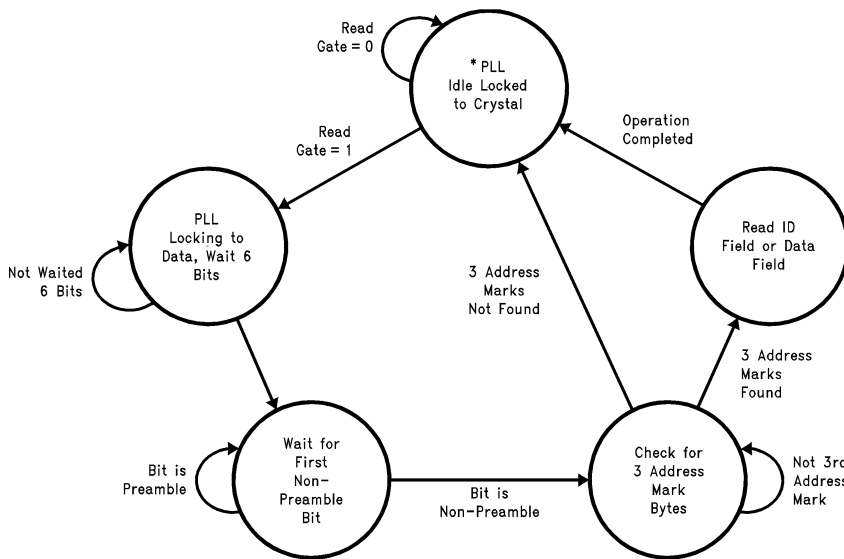 Read
Gate = 0
* PLL
Idle Locked
to Crystal
Operation
Completed
Read
Gate = 1
PLL
Locking to
Data, Wait 6
Bits
Read ID
Field or Data
Field
Not Waited
6 Bits
3 Address
Marks
Not Found
3 Address
Marks
Found
Wait for
First
Non-
Preamble
Bit
Check for
3 Address
Mark
Bytes
Bit is
Preamble
Bit is
Non-Preamble
Not 3rd
Address
Mark